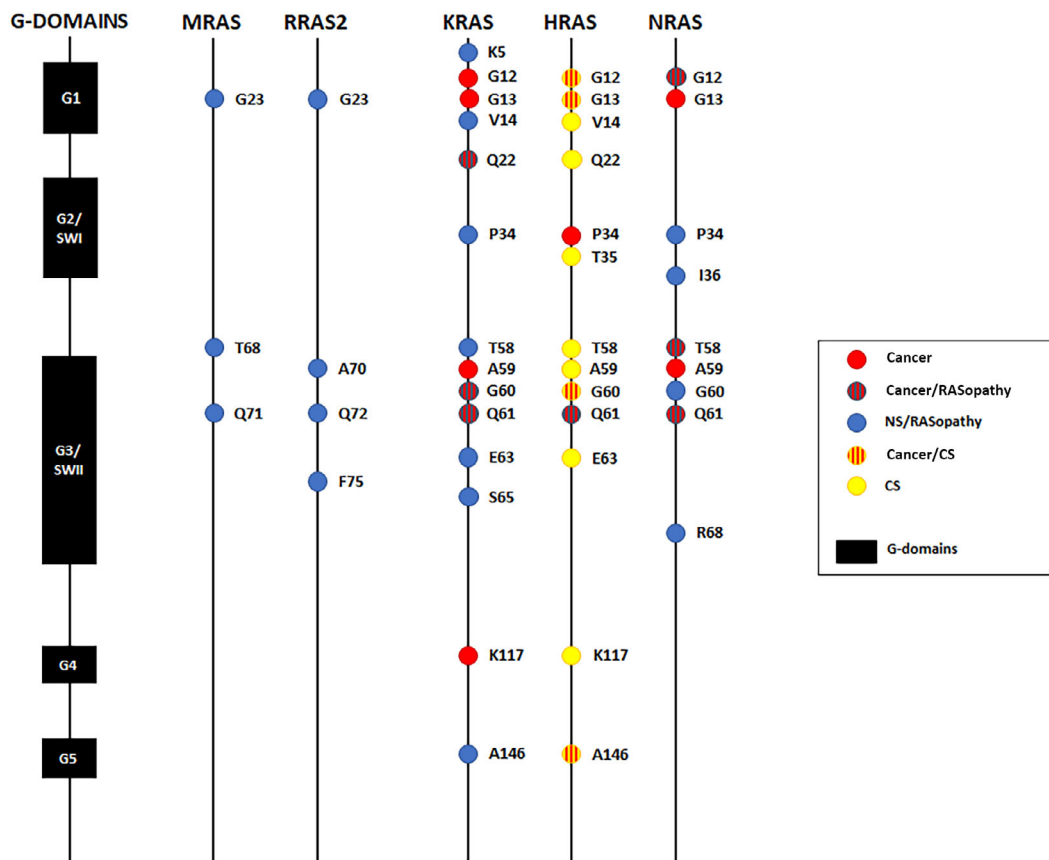 G-DOMAINS MRAS RRAS2 KRAS HRAS NRAS
K5
G12 G12 G12
G1 G23 G23 G13 G13 G13
V14 V14
Q22 Q22
G2/
SWI
P34 P34 P34
T35
I36
T68 T58 T58 T58
A70 A59 A59 A59
G60 G60 G60
Q71 Q72 Q61 Q61 Q61
G3/
SWII
E63 E63
F75 S65
R68
G4 K117 K117
G5 A146 A146
Cancer
Cancer/RASopathy
NS/RASopathy
Cancer/CS
CS
G-domains